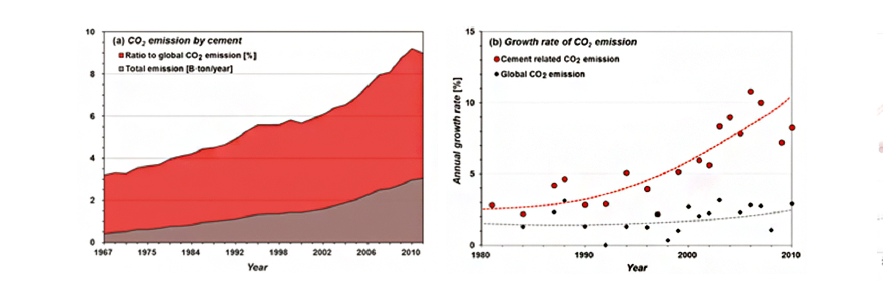 (a) CO2 emission by cement
Ratio to global CO2 emission [%]
Total emission [B·ton/year]
10
8
6
4
2
0
1967 1975 1984 1992 1998 2002 2006 2010
Year
(b) Growth rate of CO2 emission
Cement related CO2 emission
Global CO2 emission
Annual growth rate [%]
15
10
5
0
1980 1990 2000 2010
Year